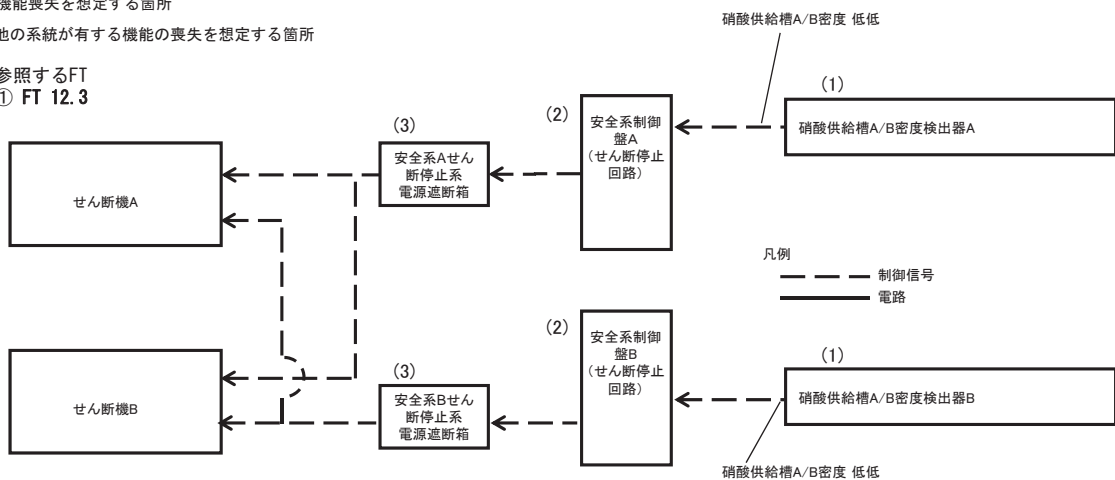 機能喪失を想定する箇所
他の系統が有する機能の喪失を想定する箇所
参照するFT
① FT 12.3
硝酸供給槽A/B密度 低低
(1)
硝酸供給槽A/B密度検出器A
(2)
安全系制御
盤A
(せん断停止
回路)
(3)
安全系Aせん
断停止系
電源遮断箱
せん断機A
凡例
制御信号
電路
(2)
安全系制御
盤B
(せん断停止
回路)
(1)
硝酸供給槽A/B密度検出器B
(3)
安全系Bせん
断停止系
電源遮断箱
せん断機B
硝酸供給槽A/B密度 低低